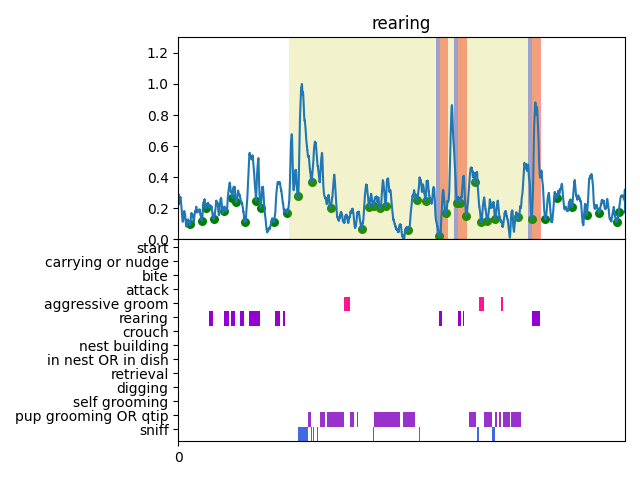 rearing
1.2
1.0
0.8
0.6
0.4
0.2
0.0
start
carrying or nudge
bite
attack
aggressive groom
rearing
crouch
nest building
in nest OR in dish
retrieval
digging
self grooming
pup grooming OR qtip
sniff
0